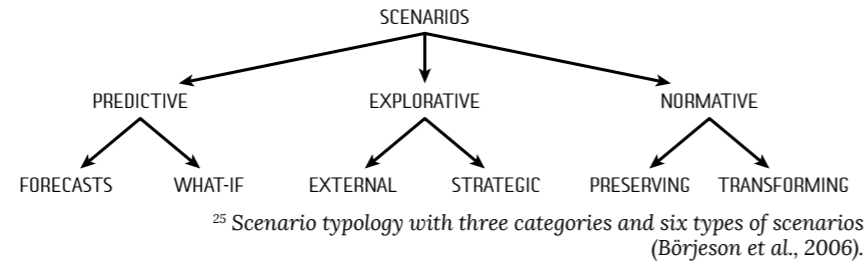 SCENARIOS
PREDICTIVE EXPLORATIVE NORMATIVE
FORECASTS WHAT-IF EXTERNAL STRATEGIC PRESERVING TRANSFORMING
²⁵ Scenario typology with three categories and six types of scenarios
(Börjeson et al., 2006).